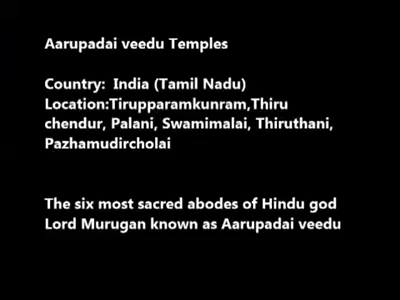 Aarupadai veedu Temples
Country:  India (Tamil Nadu)
Location:Tirupparamkunram,Thiru
chendur, Palani, Swamimalai, Thiruthani,
Pazhamudircholai
The six most sacred abodes of Hindu god
Lord Murugan known as Aarupadai veedu